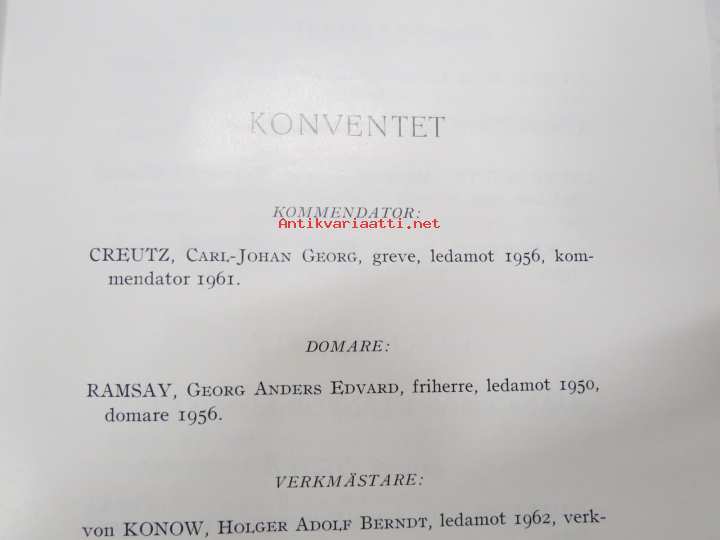 KONVENTET
KOMMENDATOR:
Antikvariaatti.net
CREUTZ, CARL-JOHAN GEORG, greve, ledamot 1956, kom-
mendator 1961.
DOMARE:
RAMSAY, GEORG ANDERS EDVARD, friherre, ledamot 1950,
domare 1956.
VERKMÄSTARE:
von KONOW, HOLGER ADOLF BERNDT, ledamot 1962, verk-